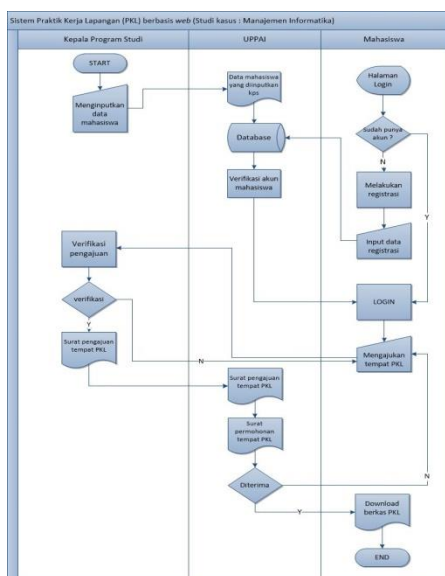 Sistem Praktik Kerja Lapangan (PKL) berbasis web (Studi kasus : Manajemen Informatika)
Kepala Program Studi
UPPAI
Mahasiswa
START
Menginputkan
data
mahasiswa
Data mahasiswa
yang diinputkan
kps
Halaman
Login
Database
Sudah punya
akun ?
N
Y
Verifikasi akun
mahasiswa
Melakukan
registrasi
Input data
registrasi
Verifikasi
pengajuan
LOGIN
verifikasi
Y
N
Surat pengajuan
tempat PKL
Mengajukan
tempat PKL
Surat pengajuan
tempat PKL
Surat
permohonan
tempat PKL
Diterima
N
Y
Download
berkas PKL
END